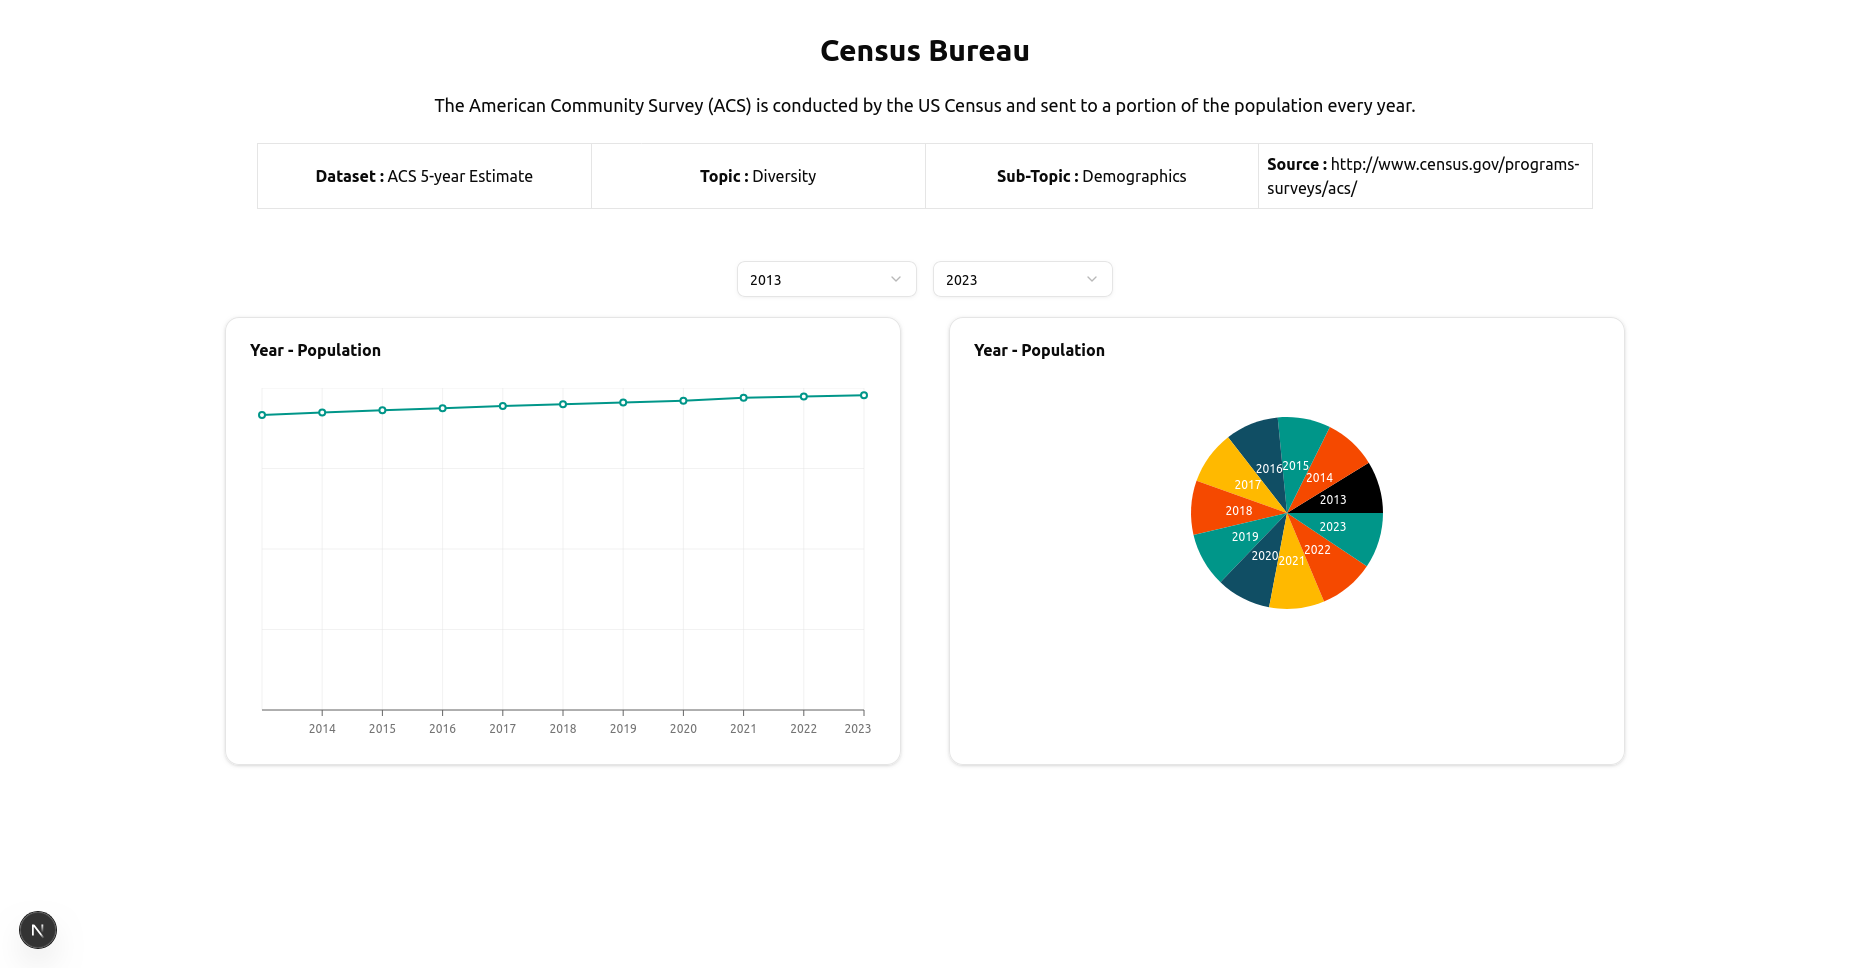 Census Bureau
The American Community Survey (ACS) is conducted by the US Census and sent to a portion of the population every year.
Dataset : ACS 5-year Estimate
Topic : Diversity
Sub-Topic : Demographics
Source : http://www.census.gov/programs-
surveys/acs/
2013
2023
Year - Population
2014 2015 2016 2017 2018 2019 2020 2021 2022 2023
Year - Population
2013
2014
2015
2016
2017
2018
2019
2020
2021
2022
2023
N